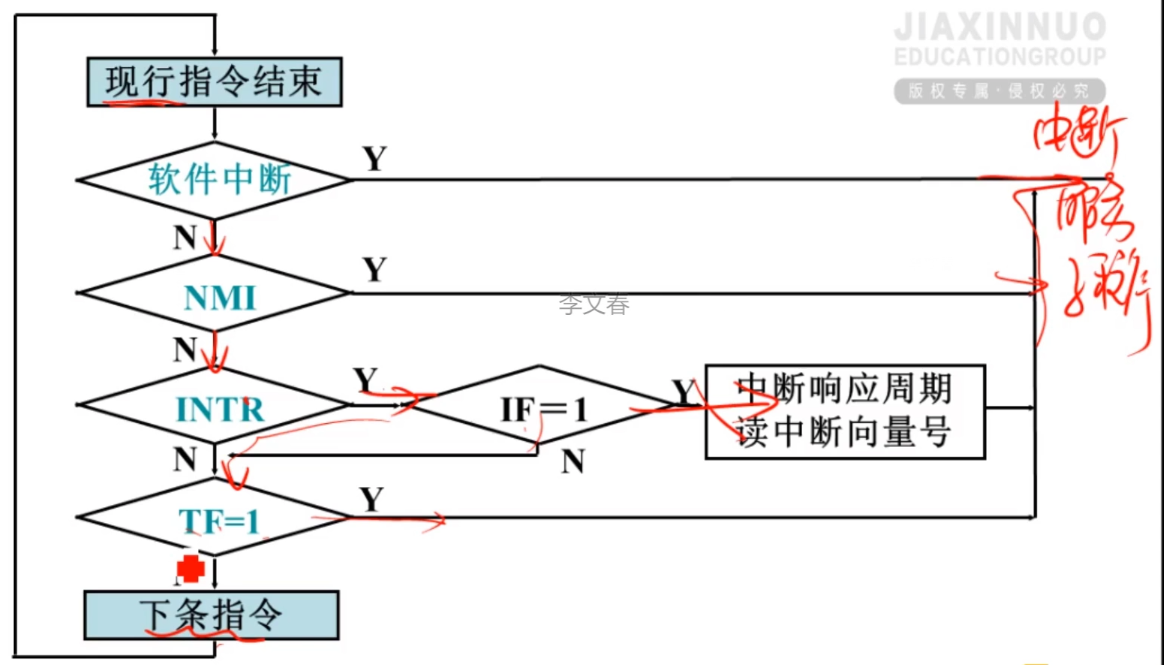 JIAXINNUO
EDUCATIONGROUP
版权专属·侵权必究
现行指令结束
中断
软件中断
Y
服务
N
NMI
Y
李文春
N
INTR
Y
IF=1
Y
中断响应周期
读中断向量号
N
N
TF=1
Y
下条指令